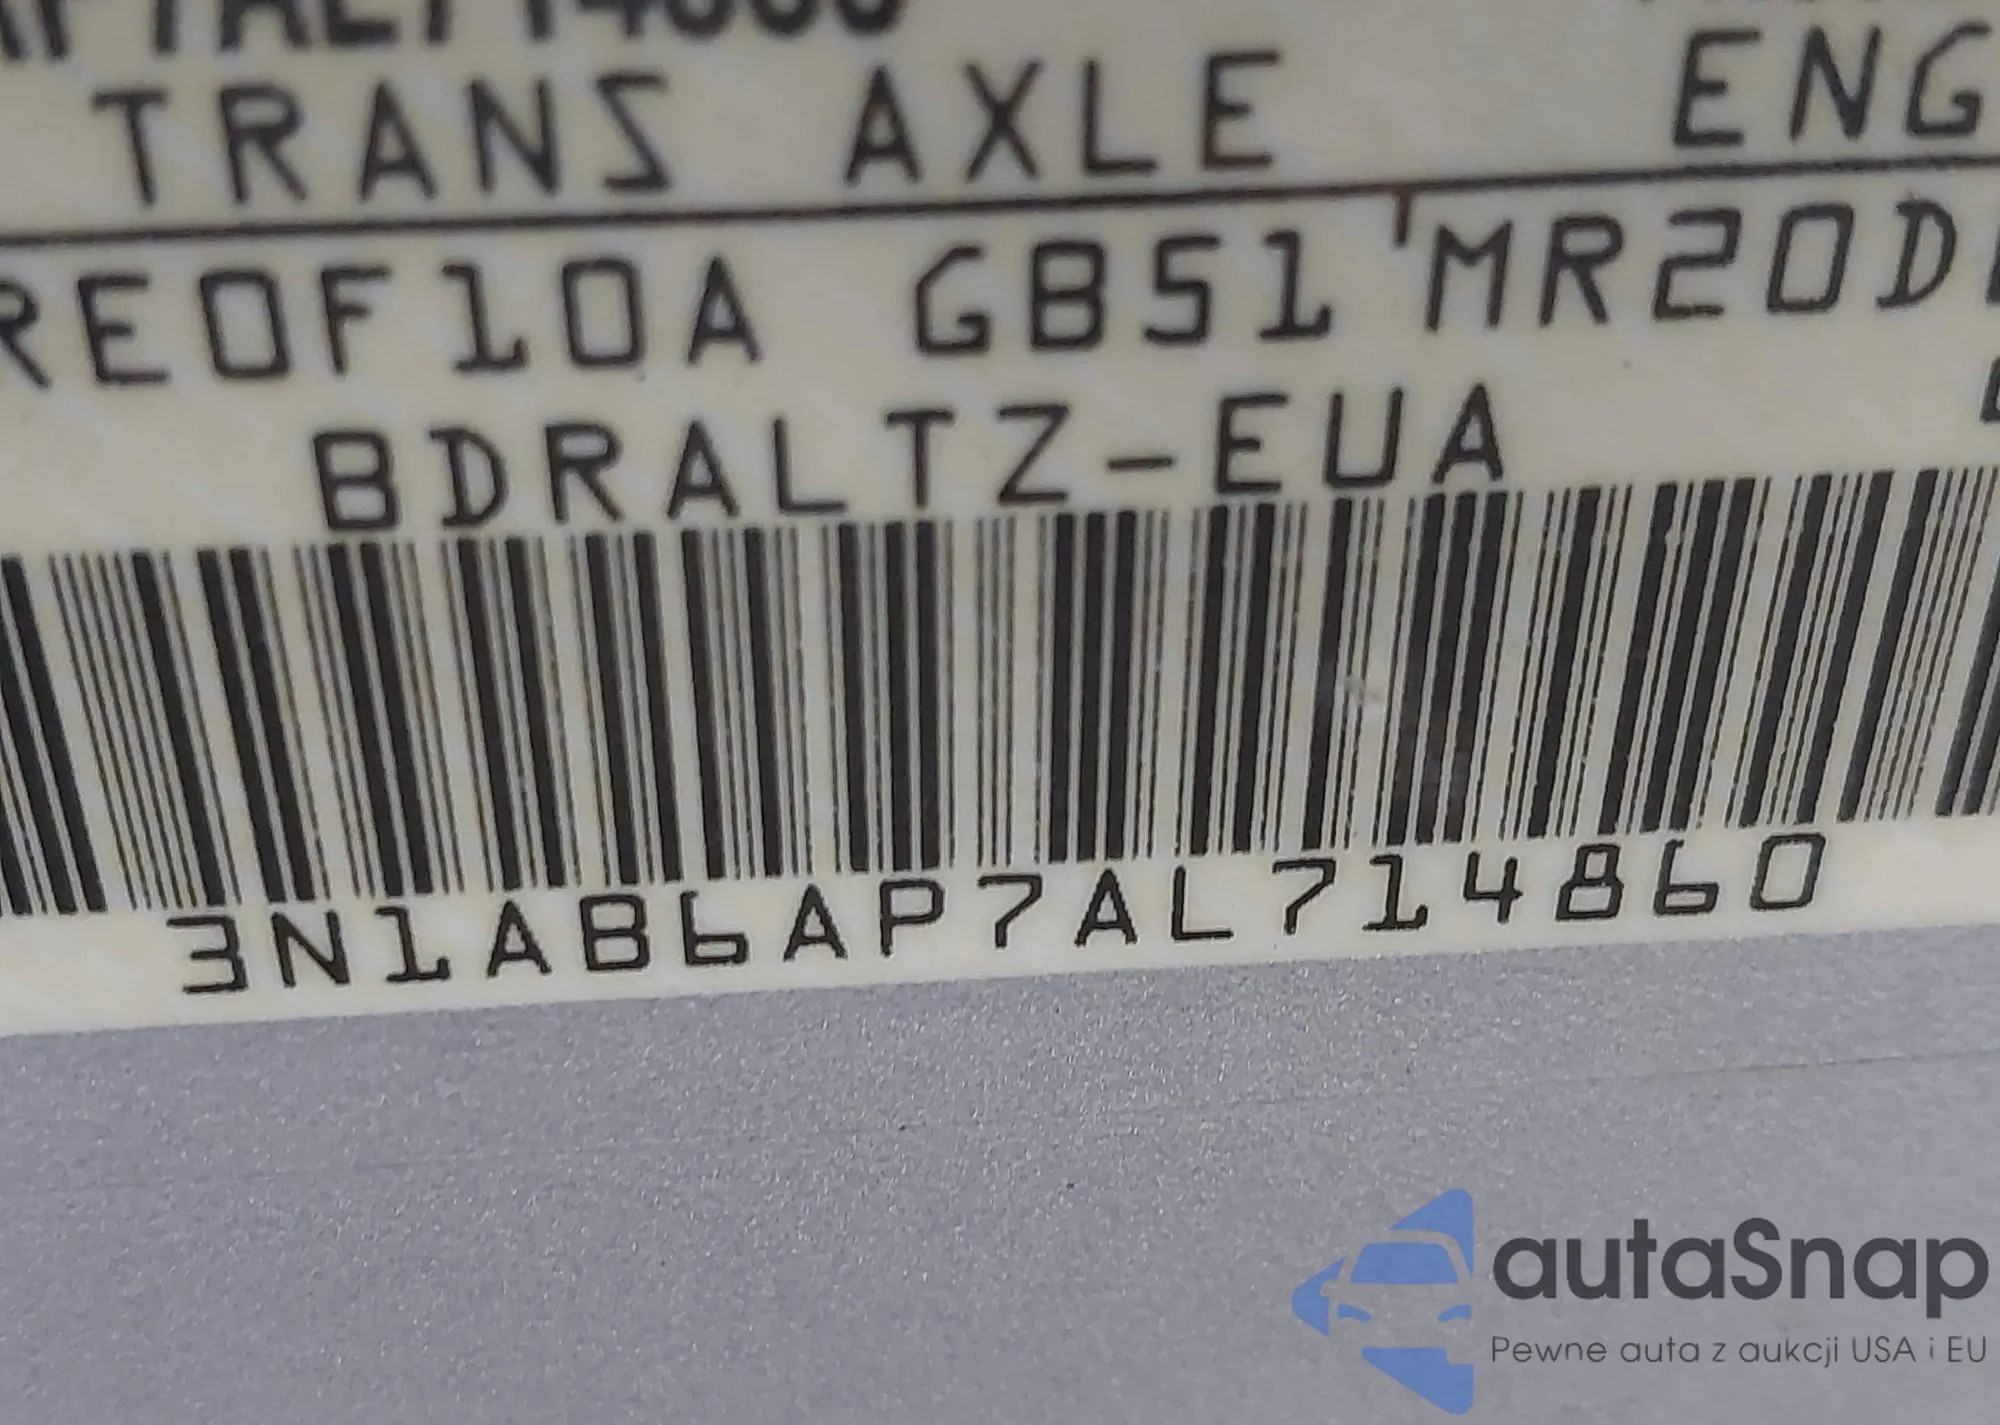 TRANS AXLE ENG
RE0F10A GB51 MR20D
BDRALTZ-EUA
3N1AB6AP7AL714860
autaSnap
Pewne auta z aukcji USA i EU